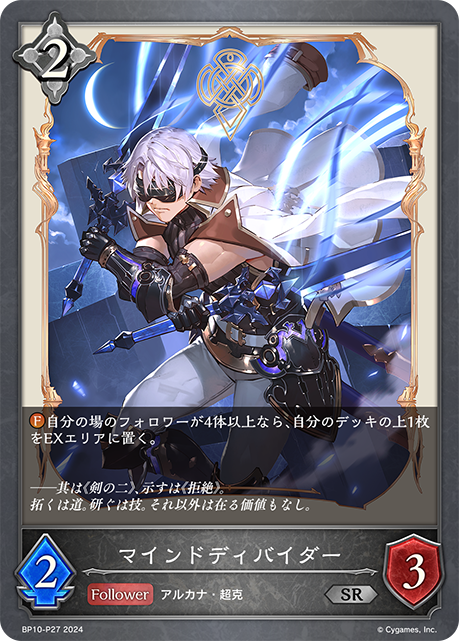 2
F 自分の場のフォロワーが4体以上なら、自分のデッキの上1枚
をEXエリアに置く。
――其は《剣の二》、示すは《拒絶》。
拓くは道。研ぐは技。それ以外は在る価値もなし。
マインドディバイダー
2
Follower
アルカナ・超克
SR
3
BP10-P27 2024
© Cygames, Inc.